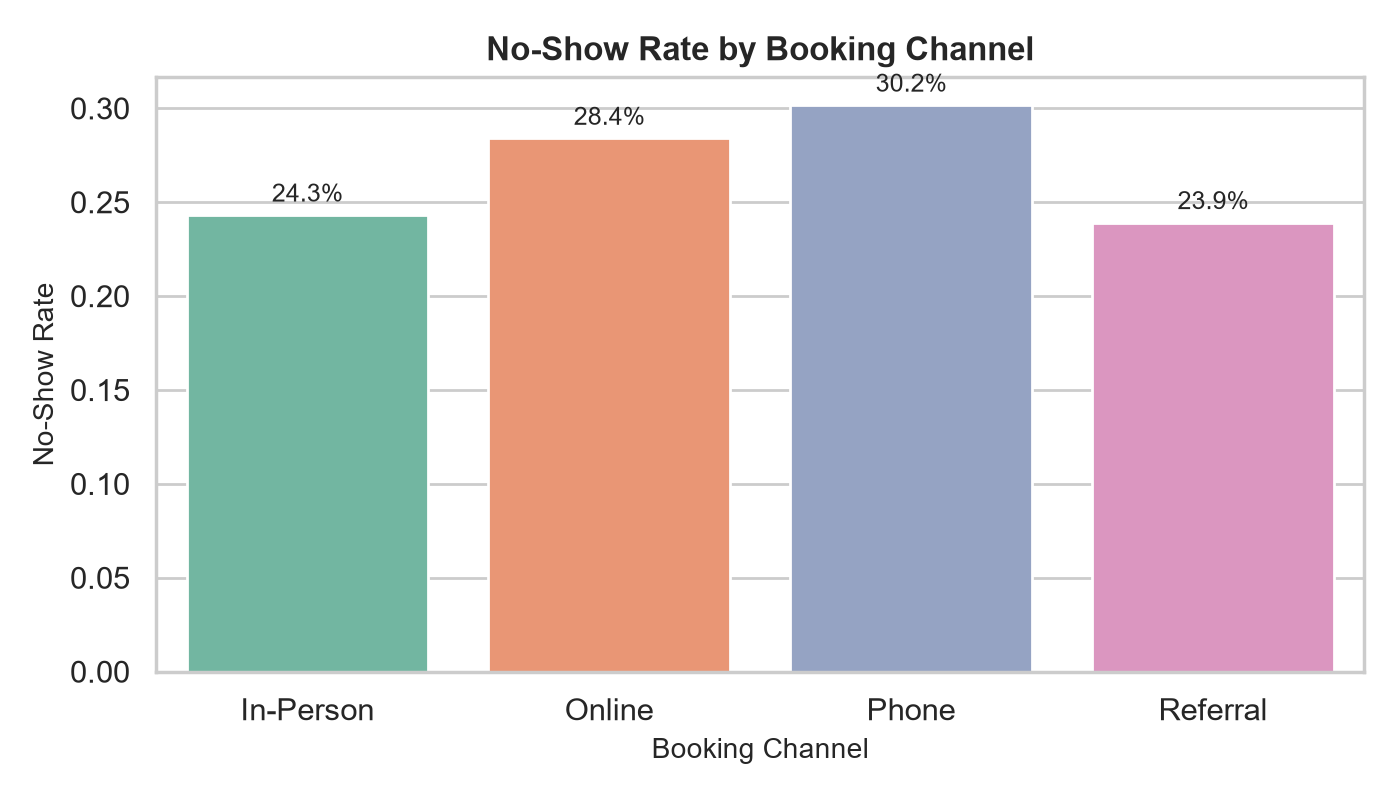 No-Show Rate by Booking Channel
30.2%
0.30
28.4%
24.3%
23.9%
0.25
0.20
0.15
0.10
0.05
0.00
No-Show Rate
In-Person Online Phone Referral
Booking Channel